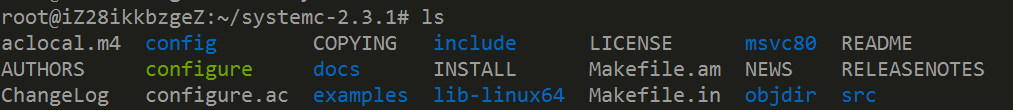 root@iZ28ikkbzgeZ:~/systemc-2.3.1# ls
aclocal.m4 config COPYING include LICENSE msvc80 README
AUTHORS configure docs INSTALL Makefile.am NEWS RELEASENOTES
ChangeLog configure.ac examples lib-linux64 Makefile.in objdir src